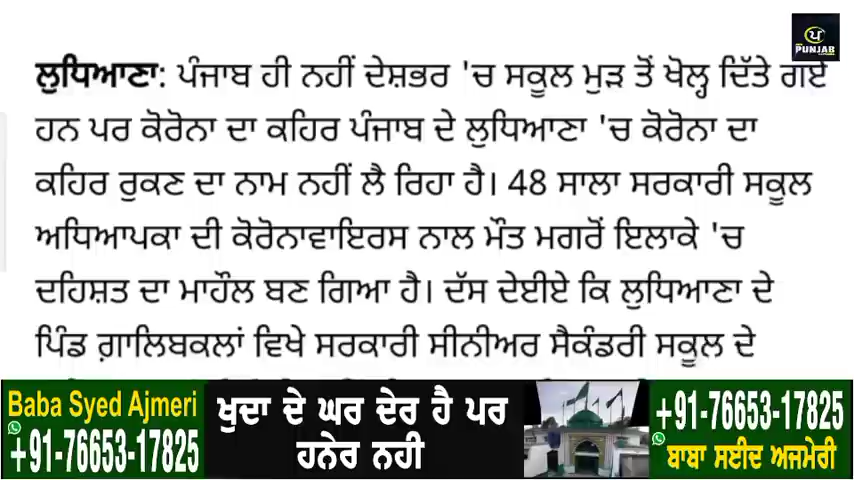 ਪ
PUNJAB
ਲੁਧਿਆਣਾ: ਪੰਜਾਬ ਹੀ ਨਹੀਂ ਦੇਸ਼ਭਰ 'ਚ ਸਕੂਲ ਮੁੜ ਤੋਂ ਖੋਲ੍ਹ ਦਿੱਤੇ ਗਏ
ਹਨ ਪਰ ਕੋਰੋਨਾ ਦਾ ਕਹਿਰ ਪੰਜਾਬ ਦੇ ਲੁਧਿਆਣਾ 'ਚ ਕੋਰੋਨਾ ਦਾ
ਕਹਿਰ ਰੁਕਣ ਦਾ ਨਾਮ ਨਹੀਂ ਲੈ ਰਿਹਾ ਹੈ। 48 ਸਾਲਾ ਸਰਕਾਰੀ ਸਕੂਲ
ਅਧਿਆਪਕਾ ਦੀ ਕੋਰੋਨਾਵਾਇਰਸ ਨਾਲ ਮੌਤ ਮਗਰੋਂ ਇਲਾਕੇ 'ਚ
ਦਹਿਸ਼ਤ ਦਾ ਮਾਹੌਲ ਬਣ ਗਿਆ ਹੈ। ਦੱਸ ਦੇਈਏ ਕਿ ਲੁਧਿਆਣਾ ਦੇ
ਪਿੰਡ ਗ਼ਾਲਿਬਕਲਾਂ ਵਿਖੇ ਸਰਕਾਰੀ ਸੀਨੀਅਰ ਸੈਕੰਡਰੀ ਸਕੂਲ ਦੇ
Baba Syed Ajmeri
+91-76653-17825
ਖੁਦਾ ਦੇ ਘਰ ਦੇਰ ਹੈ ਪਰ
ਹਨੇਰ ਨਹੀ
+91-76653-17825
ਬਾਬਾ ਸਈਦ ਅਜਮੇਰੀ